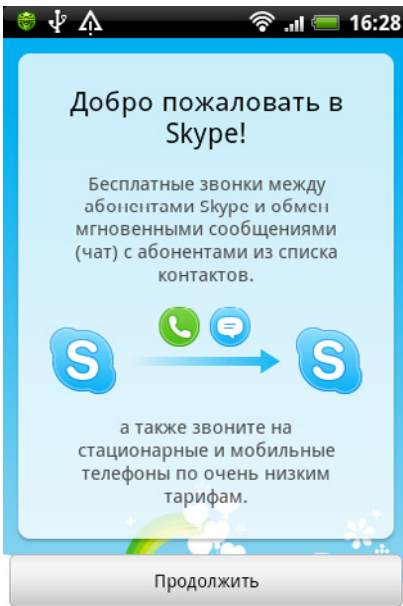 16:28
Добро пожаловать в
Skype!
Бесплатные звонки между
абонентами Skype и обмен
мгновенными сообщениями
(чат) с абонентами из списка
контактов.
S S
а также звоните на
стационарные и мобильные
телефоны по очень низким
тарифам.
Продолжить